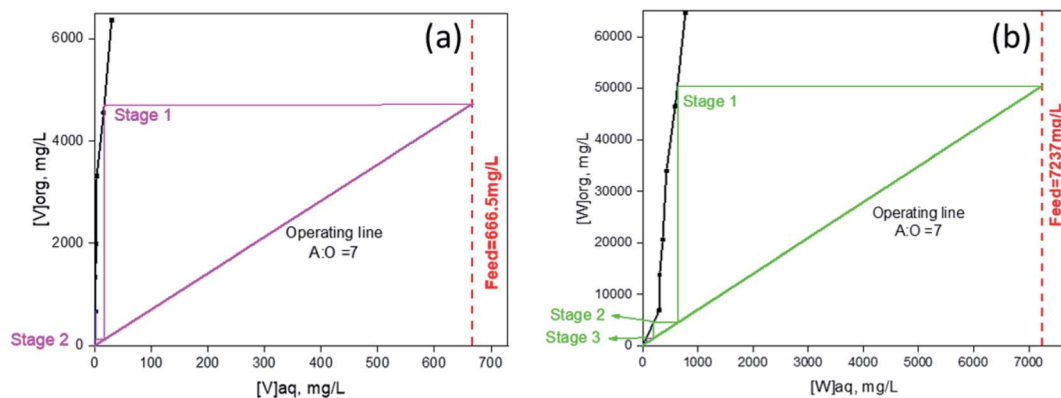 (a)
6000
4000
2000
0
[V]org, mg/L
Stage 1
Operating line
A:O =7
Stage 2
Feed=666.5mg/L
0 100 200 300 400 500 600 700
[V]aq, mg/L
(b)
60000
50000
40000
30000
20000
10000
0
[W]org, mg/L
Stage 1
Operating line
A:O =7
Stage 2
Stage 3
Feed=7237mg/L
0 1000 2000 3000 4000 5000 6000 7000
[W]aq, mg/L